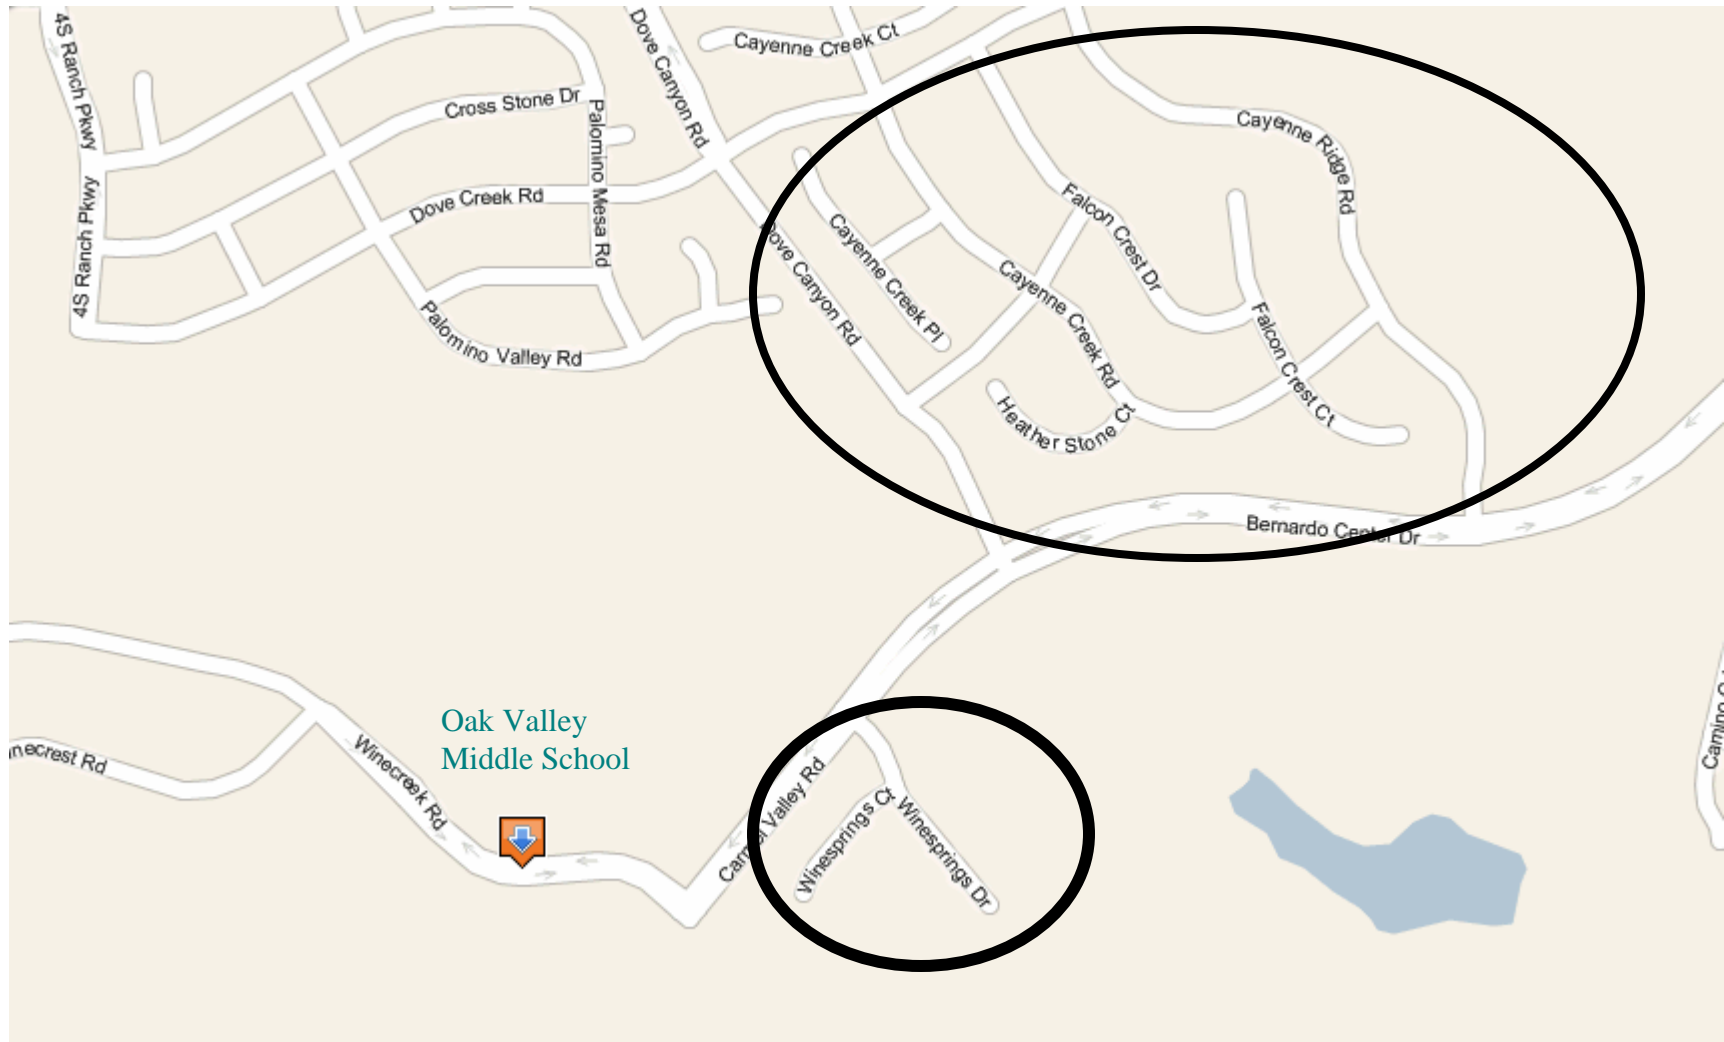 4S Ranch Pkwy
Dove Canyon Rd
Cayenne Creek Ct
Cross Stone Dr
Palomino Mesa Rd
Cayenne Ridge Rd
4S Ranch Pkwy
Dove Creek Rd
Falcon Crest Dr
Cayenne Creek Pl
Dove Canyon Rd
Cayenne Creek Rd
Palomino Valley Rd
Falcon Crest Ct
Heather Stone Ct
Bernardo Center Dr
Oak Valley
Middle School
necrest Rd
Winecreek Rd
Carmel Valley Rd
Winesprings Ct
Winesprings Dr
Camino